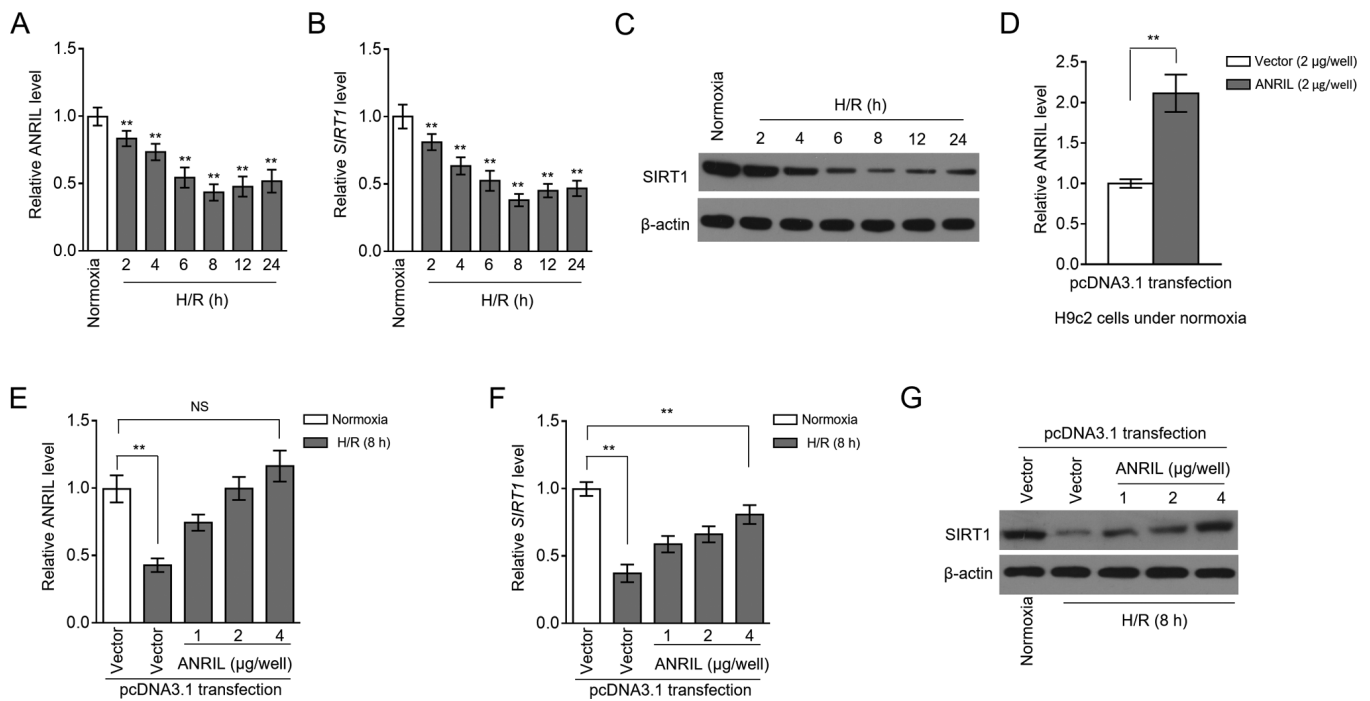 A
Relative ANRIL level
1.5
1.0
0.5
0.0
** ** ** ** ** **
Normoxia 2 4 6 8 12 24
H/R (h)
B
Relative SIRT1 level
1.5
1.0
0.5
0.0
** ** ** ** ** **
Normoxia 2 4 6 8 12 24
H/R (h)
C
Normoxia
H/R (h)
2 4 6 8 12 24
SIRT1
β-actin
D
Relative ANRIL level
2.5
2.0
1.5
1.0
0.5
0.0
**
Vector (2 µg/well)
ANRIL (2 µg/well)
pcDNA3.1 transfection
H9c2 cells under normoxia
E
Relative ANRIL level
1.5
1.0
0.5
0.0
NS
**
Normoxia
H/R (8 h)
Vector Vector 1 2 4
ANRIL (µg/well)
pcDNA3.1 transfection
F
Relative SIRT1 level
1.5
1.0
0.5
0.0
**
**
Normoxia
H/R (8 h)
Vector Vector 1 2 4
ANRIL (µg/well)
pcDNA3.1 transfection
G
pcDNA3.1 transfection
Vector Vector ANRIL (µg/well)
1 2 4
SIRT1
β-actin
Normoxia
H/R (8 h)